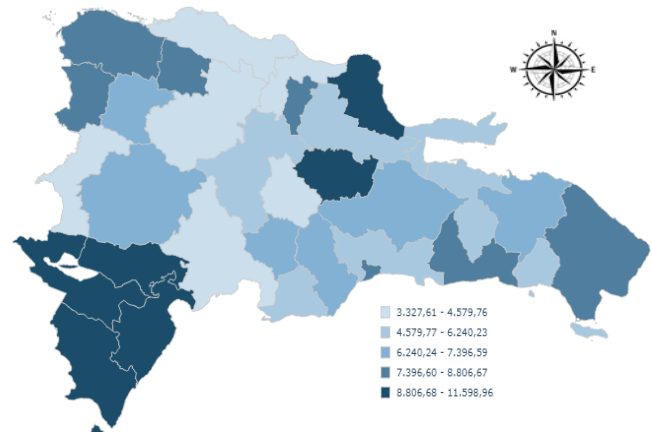 N
W E
S
3.327,61 - 4.579,76
4.579,77 - 6.240,23
6.240,24 - 7.396,59
7.396,60 - 8.806,67
8.806,68 - 11.598,96